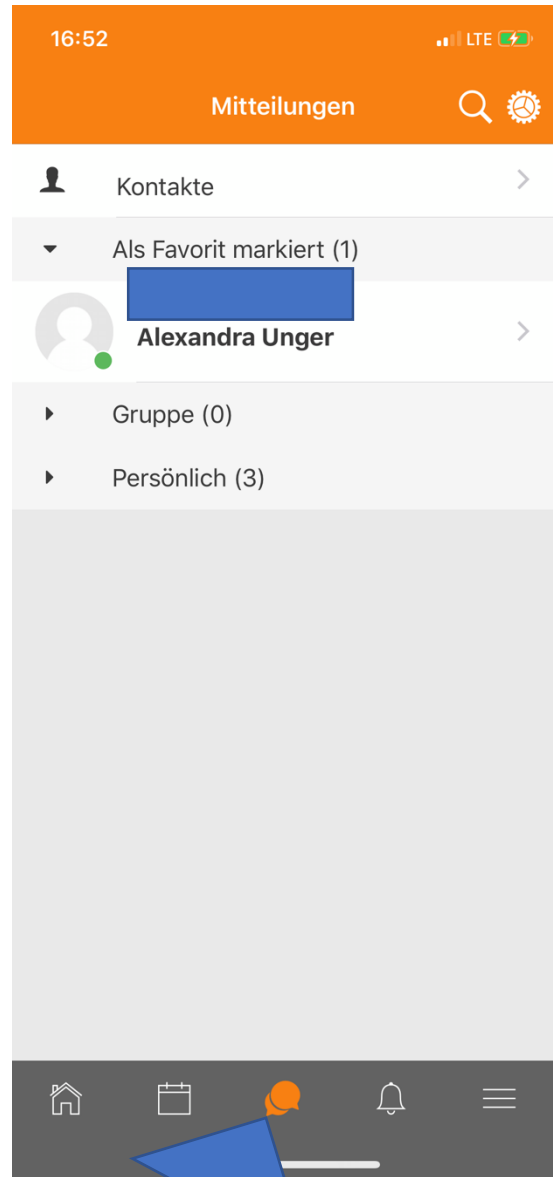 16:52 LTE
Mitteilungen
Kontakte
Als Favorit markiert (1)
Alexandra Unger
Gruppe (0)
Persönlich (3)